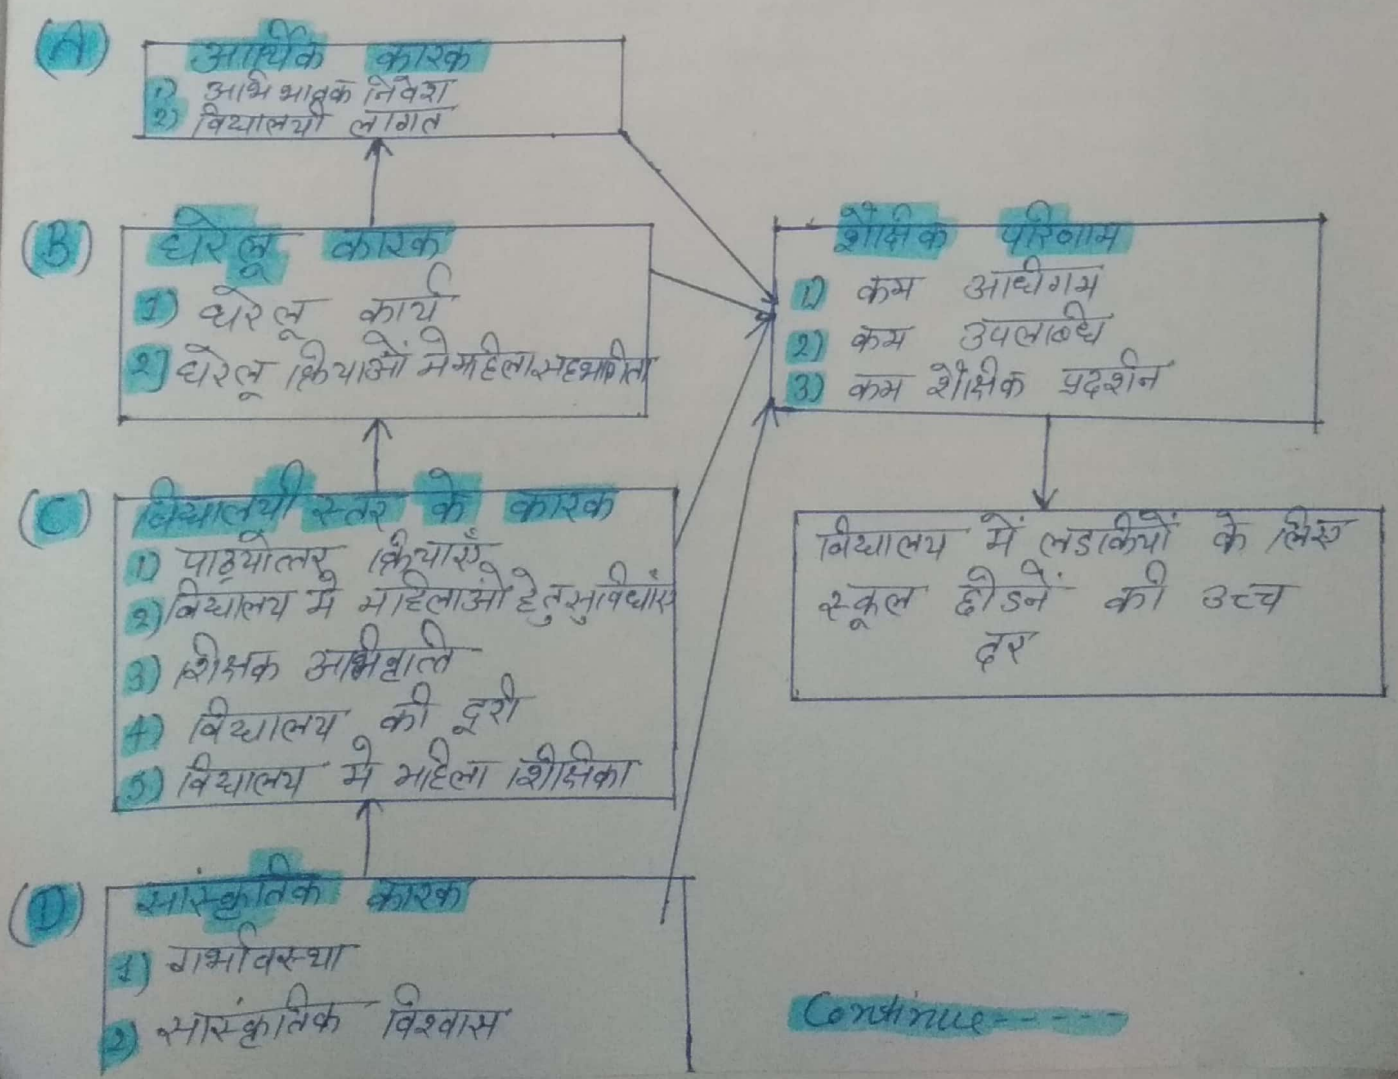 (A) आर्थिक कारक
1) अभिभावक निवेश
2) विद्यालयी लागत
(B) घरेलू कारक
1) घरेलू कार्य
2) घरेलू क्रियाओं मे महिला सहभागिता
(C) विद्यालयी स्तर के कारक
1) पाठ्योत्तर क्रियाएँ
2) विद्यालय मे महिलाओं हेतु सुविधाएं
3) शिक्षक अभिवृत्ति
4) विद्यालय की दूरी
5) विद्यालय मे महिला शिक्षिका
(D) सांस्कृतिक कारक
1) गर्भावस्था
2) सांस्कृतिक विश्वास
शैक्षिक परिणाम
1) कम अधिगम
2) कम उपलब्धि
3) कम शैक्षिक प्रदर्शन
विद्यालय में लडकियों के लिए
स्कूल छोडनें की उच्च
दर
Continue-----